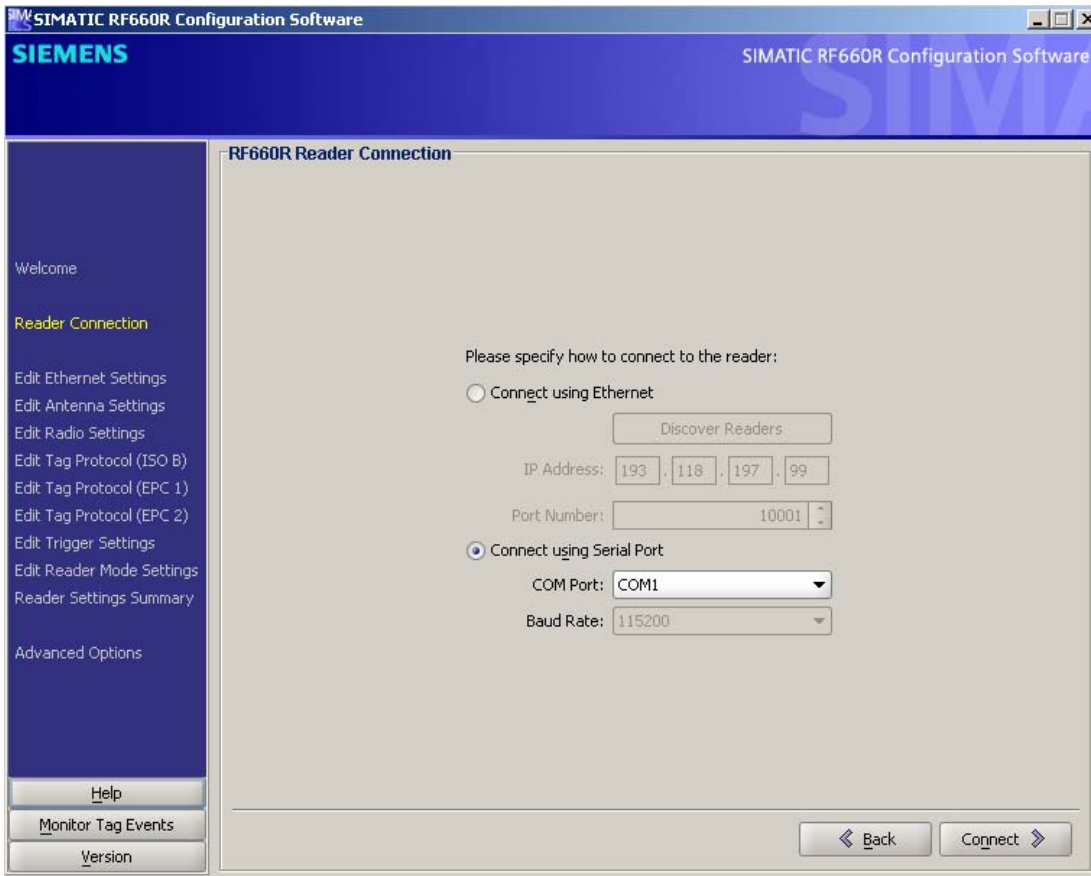 SIMATIC RF660R Configuration Software
SIEMENS
SIMATIC RF660R Configuration Software
RF660R Reader Connection
Welcome
Reader Connection
Edit Ethernet Settings
Edit Antenna Settings
Edit Radio Settings
Edit Tag Protocol (ISO B)
Edit Tag Protocol (EPC 1)
Edit Tag Protocol (EPC 2)
Edit Trigger Settings
Edit Reader Mode Settings
Reader Settings Summary
Advanced Options
Help
Monitor Tag Events
Version
Please specify how to connect to the reader:
Connect using Ethernet
Discover Readers
IP Address: 193 . 118 . 197 . 99
Port Number: 10001
Connect using Serial Port
COM Port: COM1
Baud Rate: 115200
Back Connect